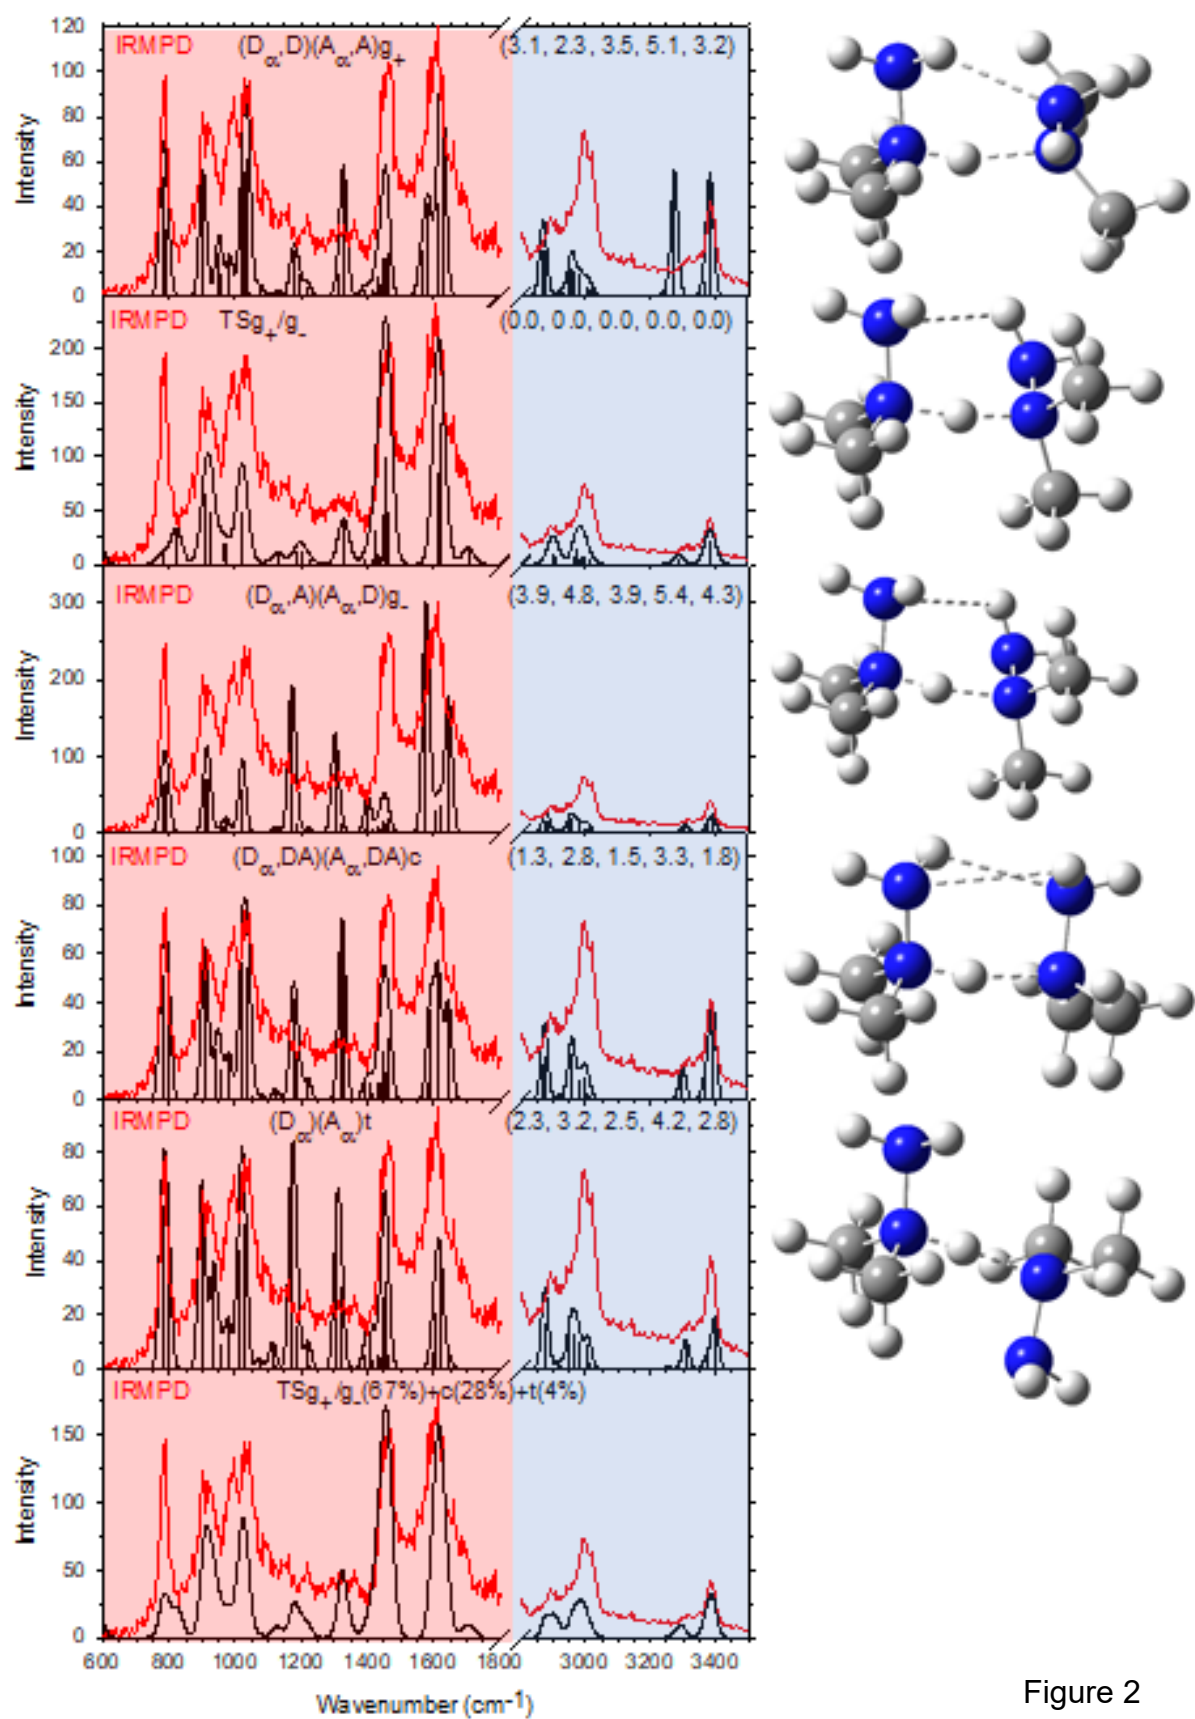 120
IRMPD (Dα,D)(Aα,A)g+ (3.1, 2.3, 3.5, 5.1, 3.2)
100
80
60
40
20
0
Intensity
IRMPD TSg+/g- (0.0, 0.0, 0.0, 0.0, 0.0)
200
150
100
50
0
Intensity
IRMPD (Dα,A)(Aα,D)g- (3.9, 4.8, 3.9, 5.4, 4.3)
300
200
100
0
Intensity
IRMPD (Dα,DA)(Aα,DA)c (1.3, 2.8, 1.5, 3.3, 1.8)
100
80
60
40
20
0
Intensity
IRMPD (Dα)(Aα)t (2.3, 3.2, 2.5, 4.2, 2.8)
80
60
40
20
0
Intensity
IRMPD TSg+/g-(67%)+c(28%)+t(4%)
150
100
50
0
Intensity
600 800 1000 1200 1400 1600 1800 3000 3200 3400
Wavenumber (cm-1)
Figure 2